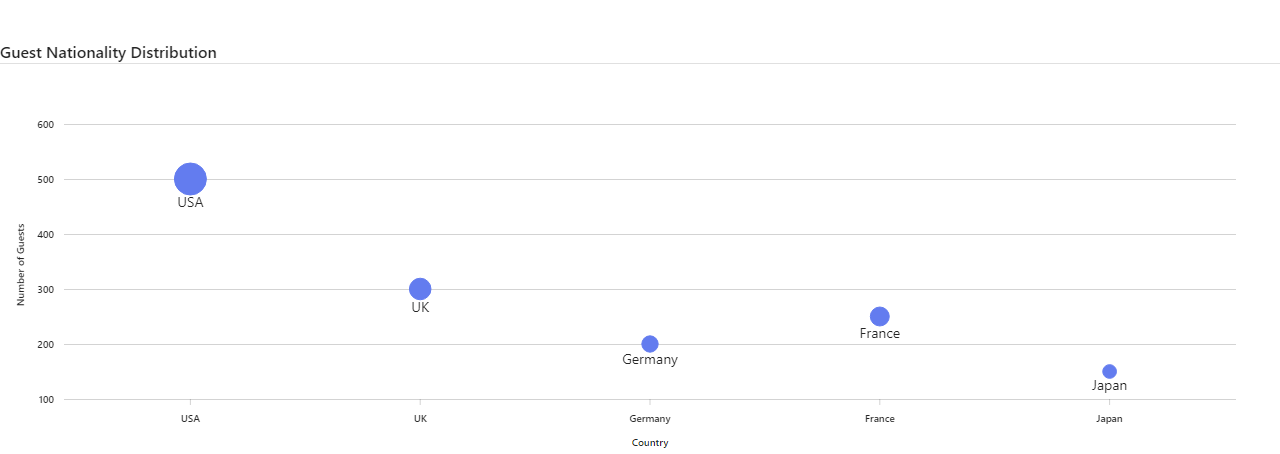 Guest Nationality Distribution
600
500
400
300
200
100
Number of Guests
USA
UK
Germany
France
Japan
USA
UK
Germany
France
Japan
Country